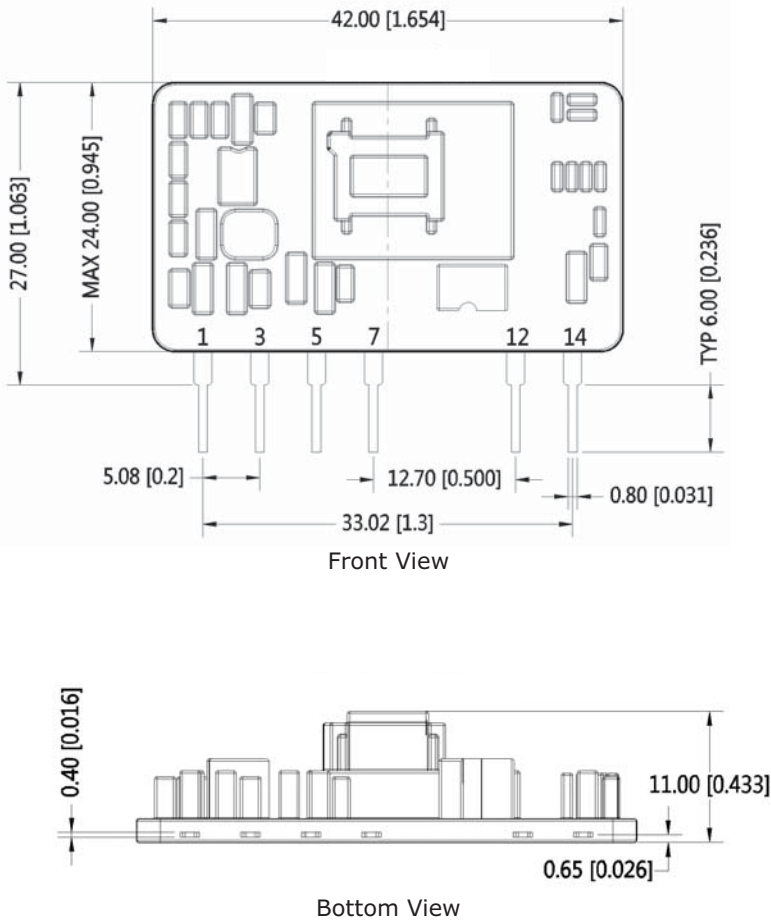 42.00 [1.654]
27.00 [1.063]
MAX 24.00 [0.945]
TYP 6.00 [0.236]
1 3 5 7 12 14
5.08 [0.2]
12.70 [0.500]
0.80 [0.031]
33.02 [1.3]
Front View
0.40 [0.016]
11.00 [0.433]
0.65 [0.026]
Bottom View